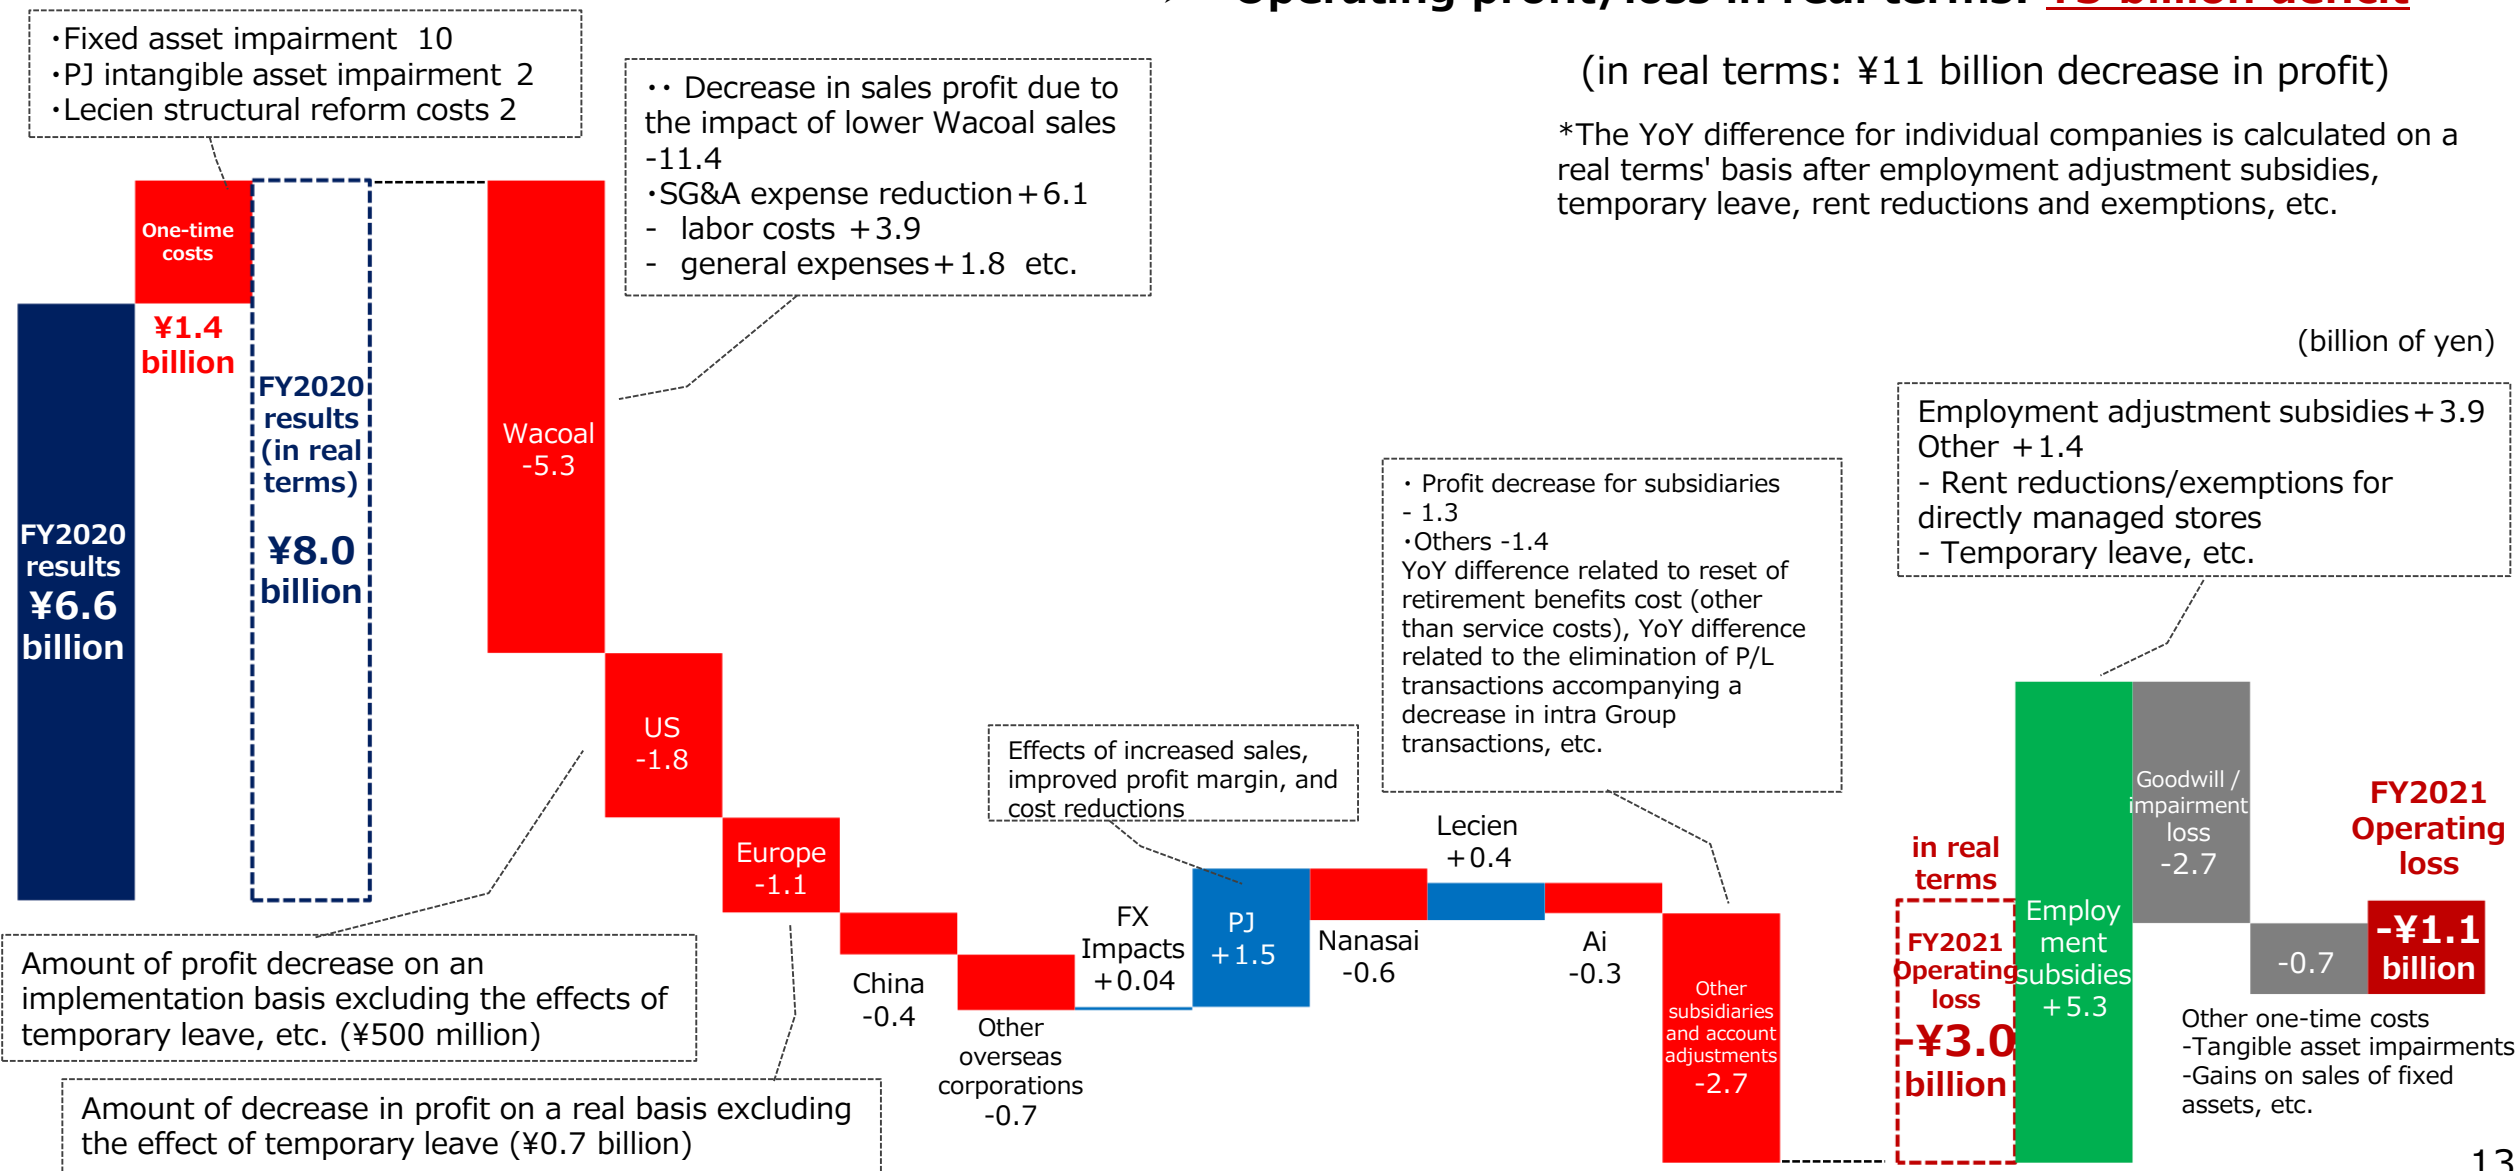 Operating profit/loss in real terms: ¥3 billion deficit
(in real terms: ¥11 billion decrease in profit)
*The YoY difference for individual companies is calculated on a
real terms' basis after employment adjustment subsidies,
temporary leave, rent reductions and exemptions, etc.
・Fixed asset impairment 10
・PJ intangible asset impairment 2
・Lecien structural reform costs 2
・・ Decrease in sales profit due to
the impact of lower Wacoal sales
-11.4
・SG&A expense reduction+6.1
- labor costs +3.9
- general expenses+1.8 etc.
(billion of yen)
One-time
costs
¥1.4
billion
FY2020
results
¥6.6
billion
FY2020
results
(in real
terms)
¥8.0
billion
Wacoal
-5.3
US
-1.8
Europe
-1.1
China
-0.4
Other
overseas
corporations
-0.7
FX
Impacts
+0.04
Effects of increased sales,
improved profit margin, and
cost reductions
PJ
+1.5
Nanasai
-0.6
Lecien
+0.4
Ai
-0.3
・ Profit decrease for subsidiaries
- 1.3
・Others -1.4
YoY difference related to reset of
retirement benefits cost (other
than service costs), YoY difference
related to the elimination of P/L
transactions accompanying a
decrease in intra Group
transactions, etc.
Other
subsidiaries
and account
adjustments
-2.7
Employment adjustment subsidies+3.9
Other +1.4
- Rent reductions/exemptions for
directly managed stores
- Temporary leave, etc.
in real
terms
FY2021
Operating
loss
-¥3.0
billion
Employ
ment
subsidies
+5.3
Goodwill /
impairment
loss
-2.7
-0.7
FY2021
Operating
loss
-¥1.1
billion
Other one-time costs
-Tangible asset impairments
-Gains on sales of fixed
assets, etc.
Amount of profit decrease on an
implementation basis excluding the effects of
temporary leave, etc. (¥500 million)
Amount of decrease in profit on a real basis excluding
the effect of temporary leave (¥0.7 billion)
13